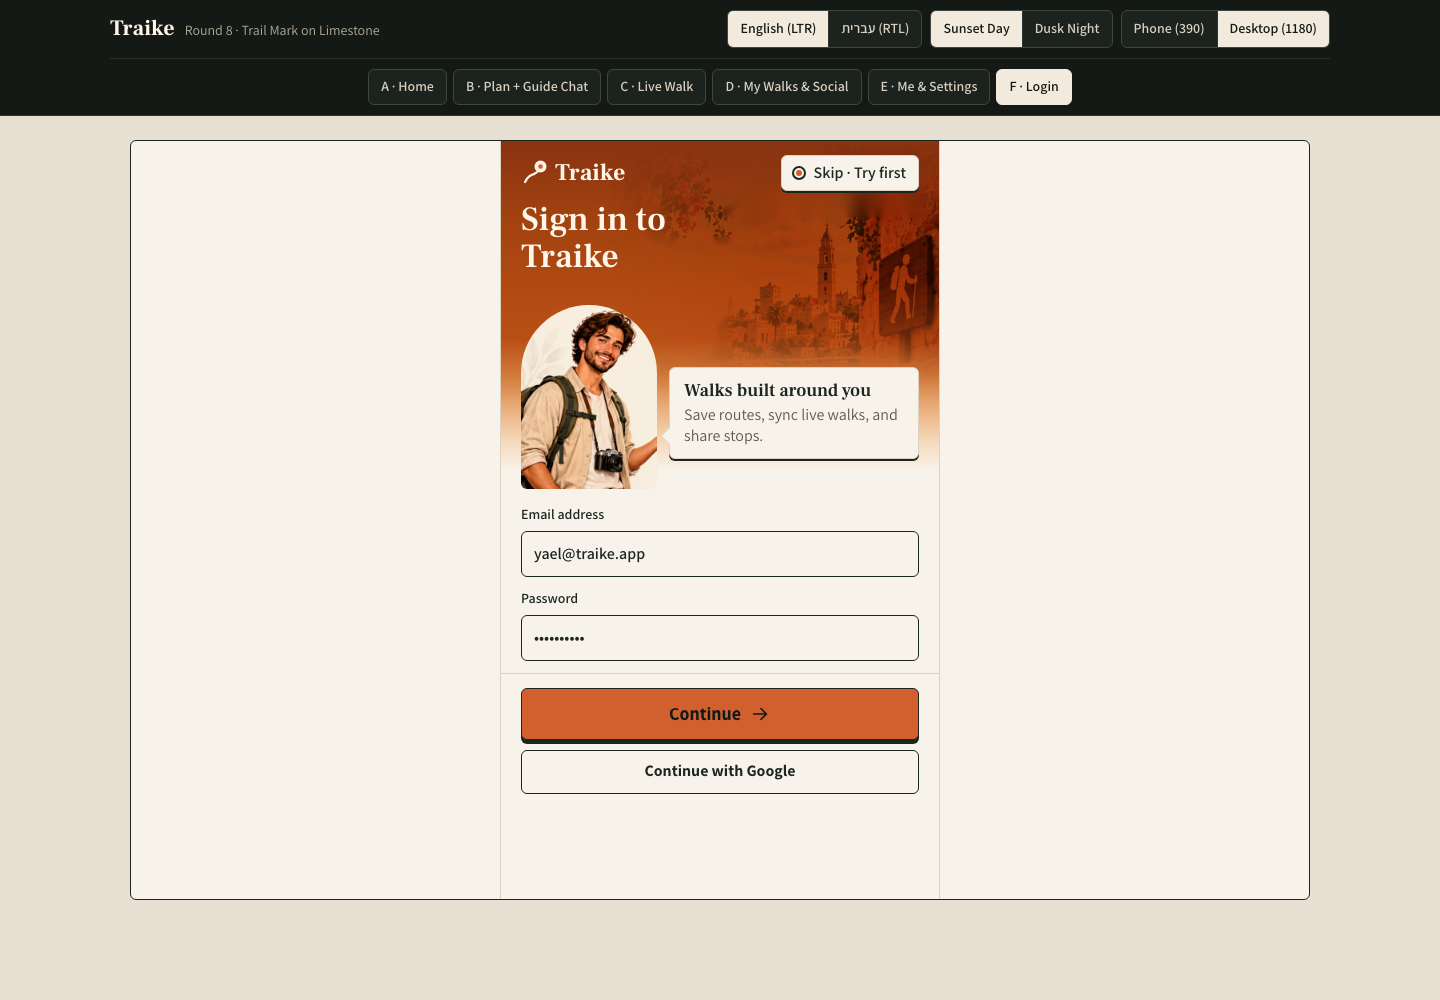 Traike Round 8 · Trail Mark on Limestone
English (LTR) עברית (RTL) Sunset Day Dusk Night Phone (390) Desktop (1180)
A · Home B · Plan + Guide Chat C · Live Walk D · My Walks & Social E · Me & Settings F · Login
Traike
Skip · Try first
Sign in to
Traike
Walks built around you
Save routes, sync live walks, and
share stops.
Email address
yael@traike.app
Password
••••••••••
Continue →
Continue with Google